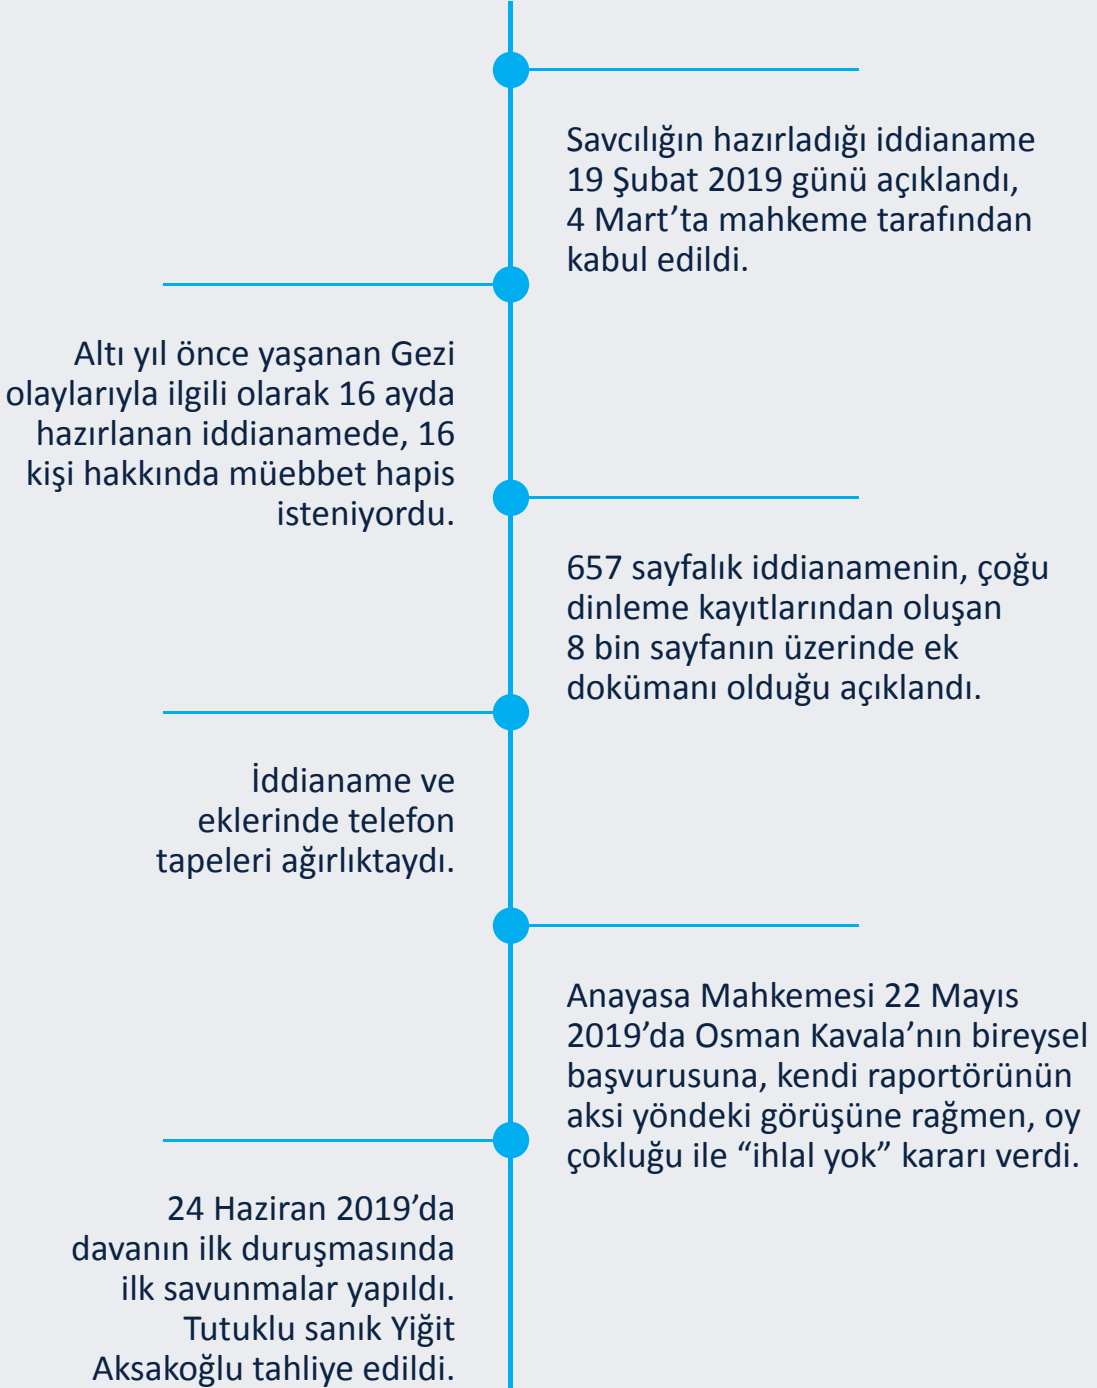 Savcılığın hazırladığı iddianame
19 Şubat 2019 günü açıklandı,
4 Mart’ta mahkeme tarafından
kabul edildi.
Altı yıl önce yaşanan Gezi
olaylarıyla ilgili olarak 16 ayda
hazırlanan iddianamede, 16
kişi hakkında müebbet hapis
isteniyordu.
657 sayfalık iddianamenin, çoğu
dinleme kayıtlarından oluşan
8 bin sayfanın üzerinde ek
dokümanı olduğu açıklandı.
İddianame ve
eklerinde telefon
tapeleri ağırlıktaydı.
Anayasa Mahkemesi 22 Mayıs
2019’da Osman Kavala’nın bireysel
başvurusuna, kendi raportörünün
aksi yöndeki görüşüne rağmen, oy
çokluğu ile “ihlal yok” kararı verdi.
24 Haziran 2019’da
davanın ilk duruşmasında
ilk savunmalar yapıldı.
Tutuklu sanık Yiğit
Aksakoğlu tahliye edildi.